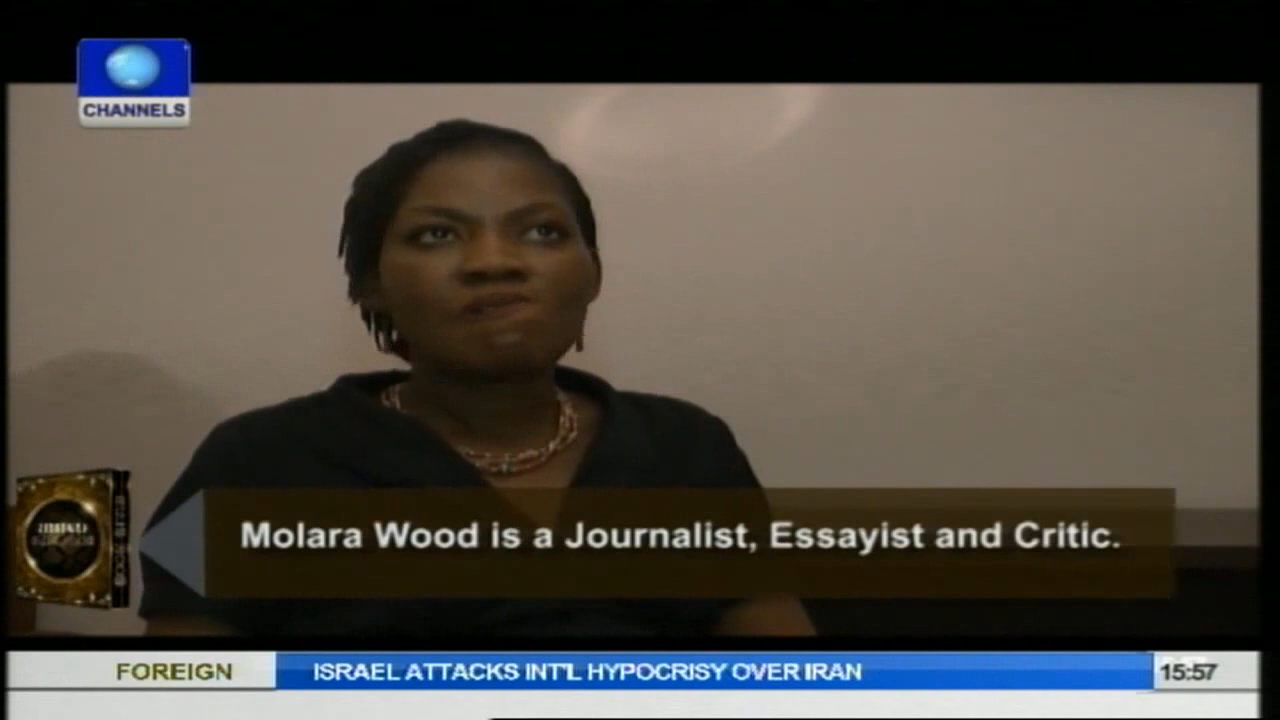 CHANNELS
Molara Wood is a Journalist, Essayist and Critic.
FOREIGN
ISRAEL ATTACKS INT'L HYPOCRISY OVER IRAN
15:57